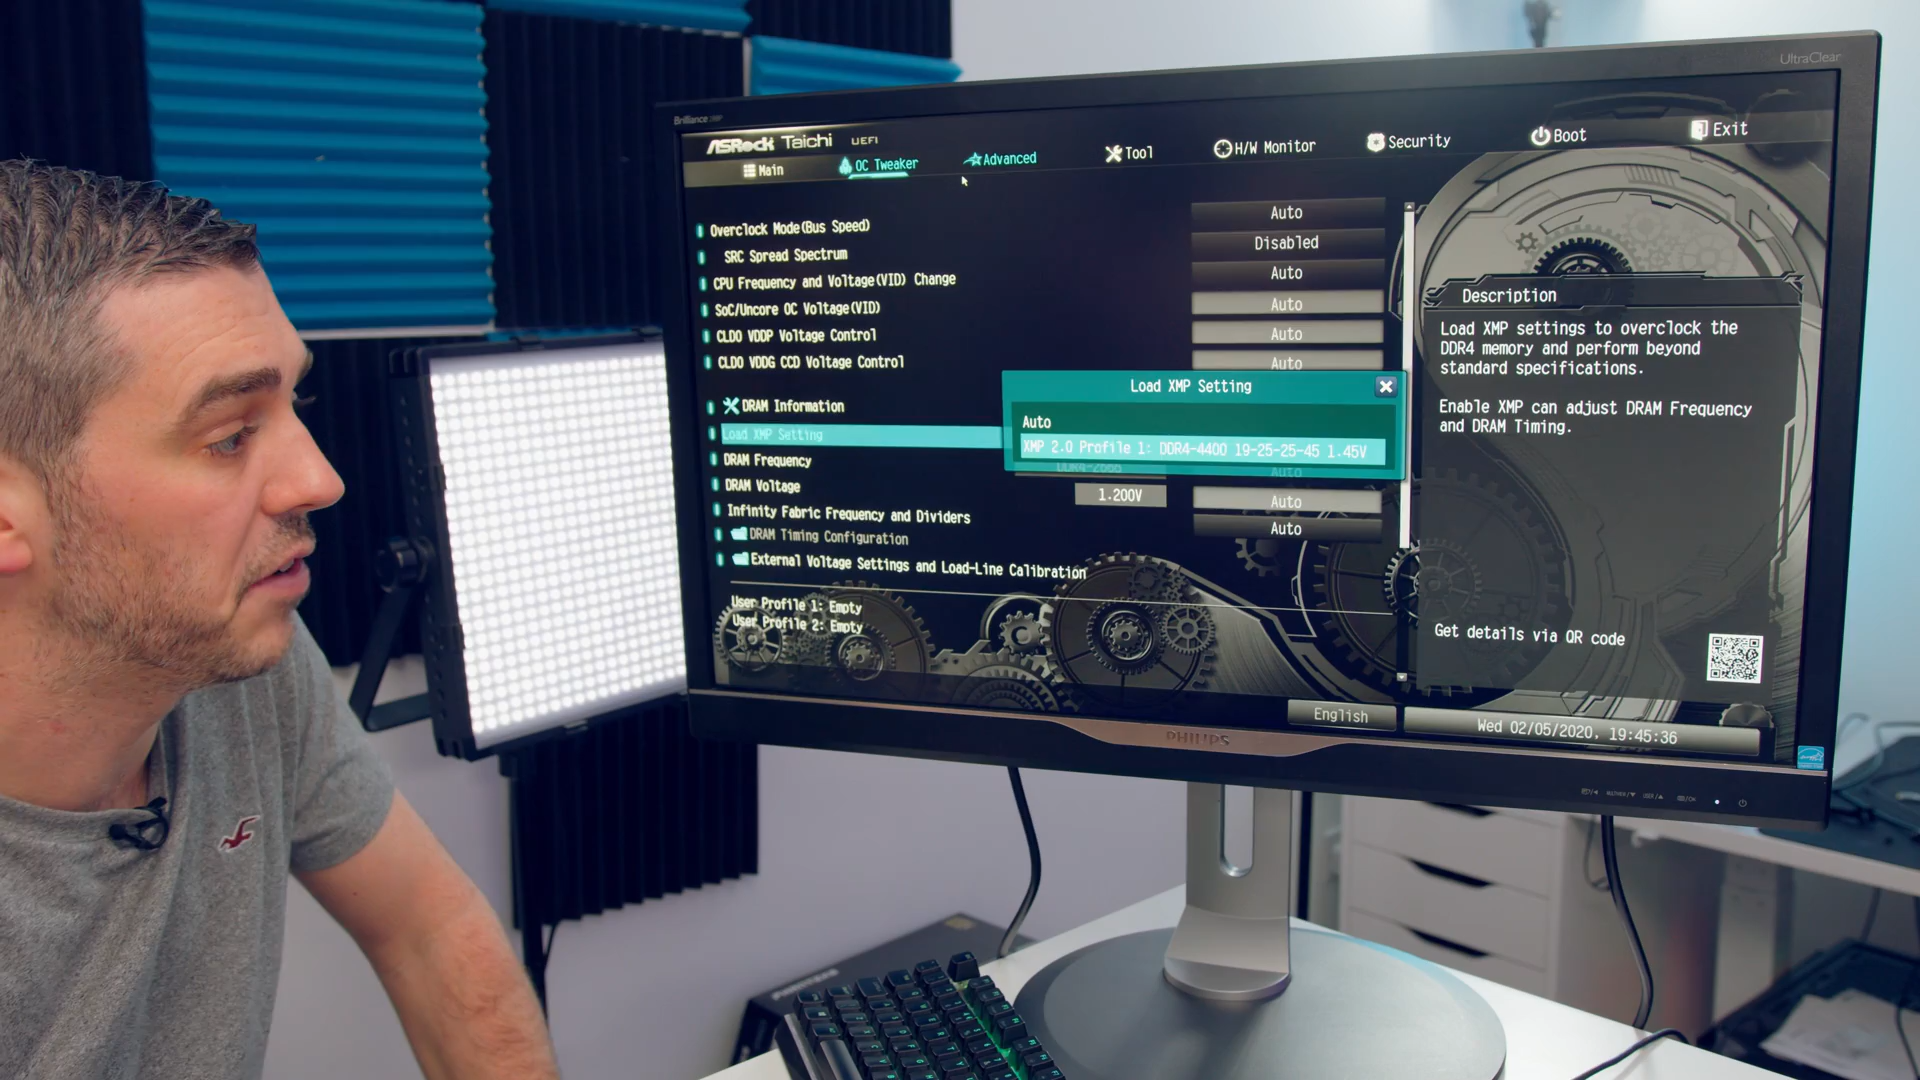 UltraClear
Brilliance
ASRock Taichi UEFI
Main
OC Tweaker
Advanced
Tool
H/W Monitor
Security
Boot
Exit
Overclock Mode(Bus Speed) Auto
SRC Spread Spectrum Disabled
CPU Frequency and Voltage(VID) Change Auto
SoC/Uncore OC Voltage(VID) Auto
CLDO VDDP Voltage Control Auto
CLDO VDDG CCD Voltage Control Auto
DRAM Information
Load XMP Setting
DRAM Frequency Auto
DRAM Voltage 1.200V Auto
Infinity Fabric Frequency and Dividers Auto
DRAM Timing Configuration
External Voltage Settings and Load-Line Calibration
User Profile 1: Empty
User Profile 2: Empty
Load XMP Setting
Auto
XMP 2.0 Profile 1: DDR4-4400 19-25-25-45 1.45V
Description
Load XMP settings to overclock the
DDR4 memory and perform beyond
standard specifications.
Enable XMP can adjust DRAM Frequency
and DRAM Timing.
Get details via QR code
English
Wed 02/05/2020, 19:45:36
PHILIPS